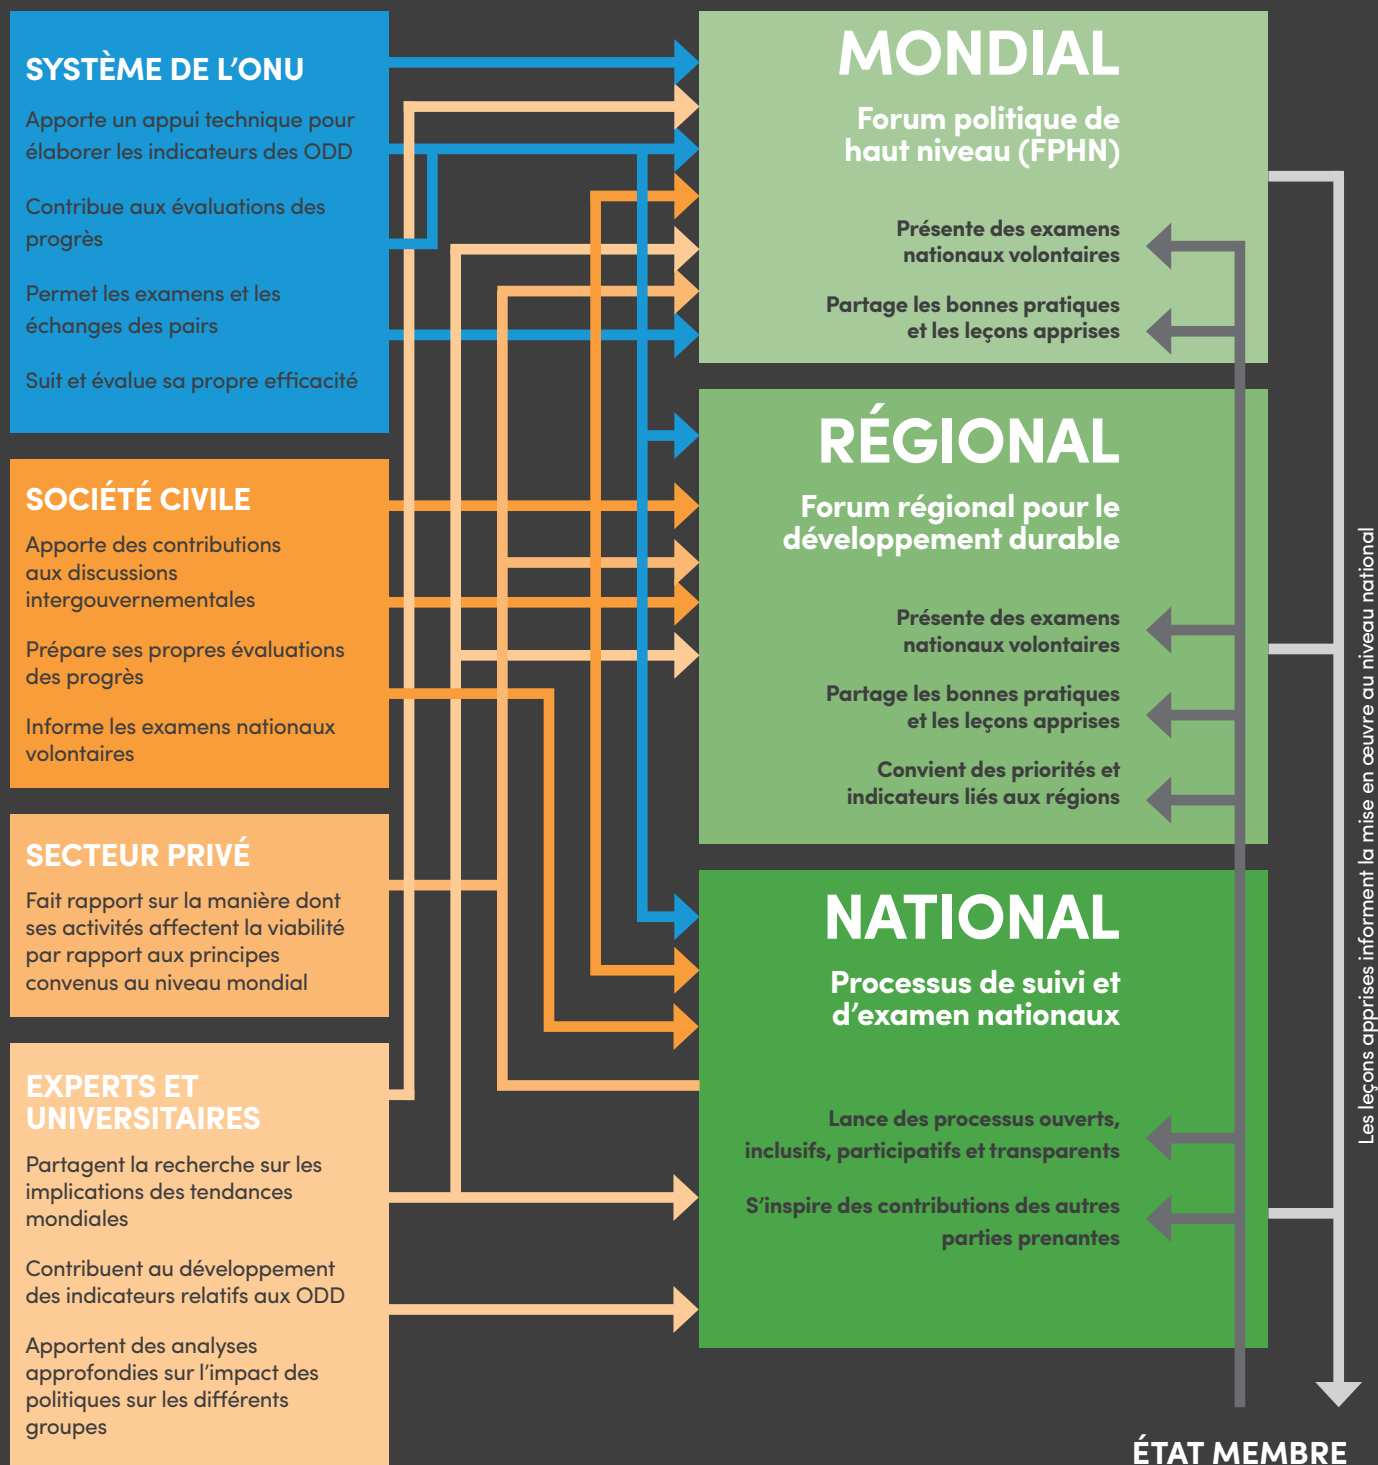 SYSTÈME DE L’ONU
Apporte un appui technique pour
élaborer les indicateurs des ODD
Contribue aux évaluations des
progrès
Permet les examens et les
échanges des pairs
Suit et évalue sa propre efficacité
SOCIÉTÉ CIVILE
Apporte des contributions
aux discussions
intergouvernementales
Prépare ses propres évaluations
des progrès
Informe les examens nationaux
volontaires
SECTEUR PRIVÉ
Fait rapport sur la manière dont
ses activités affectent la viabilité
par rapport aux principes
convenus au niveau mondial
EXPERTS ET
UNIVERSITAIRES
Partagent la recherche sur les
implications des tendances
mondiales
Contribuent au développement
des indicateurs relatifs aux ODD
Apportent des analyses
approfondies sur l’impact des
politiques sur les différents
groupes
MONDIAL
Forum politique de
haut niveau (FPHN)
Présente des examens
nationaux volontaires
Partage les bonnes pratiques
et les leçons apprises
RÉGIONAL
Forum régional pour le
développement durable
Présente des examens
nationaux volontaires
Partage les bonnes pratiques
et les leçons apprises
Convient des priorités et
indicateurs liés aux régions
NATIONAL
Processus de suivi et
d’examen nationaux
Lance des processus ouverts,
inclusifs, participatifs et transparents
S’inspire des contributions des autres
parties prenantes
Les leçons apprises informent la mise en œuvre au niveau national
ÉTAT MEMBRE